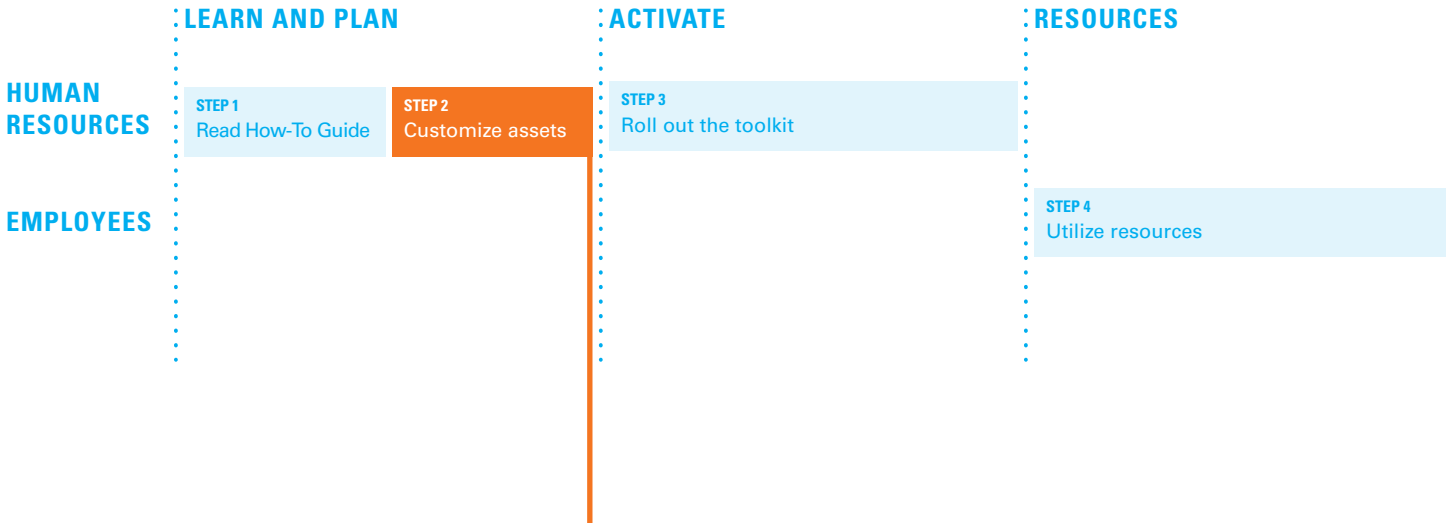 LEARN AND PLAN
ACTIVATE
RESOURCES
HUMAN
RESOURCES
STEP 1
Read How-To Guide
STEP 2
Customize assets
STEP 3
Roll out the toolkit
EMPLOYEES
STEP 4
Utilize resources